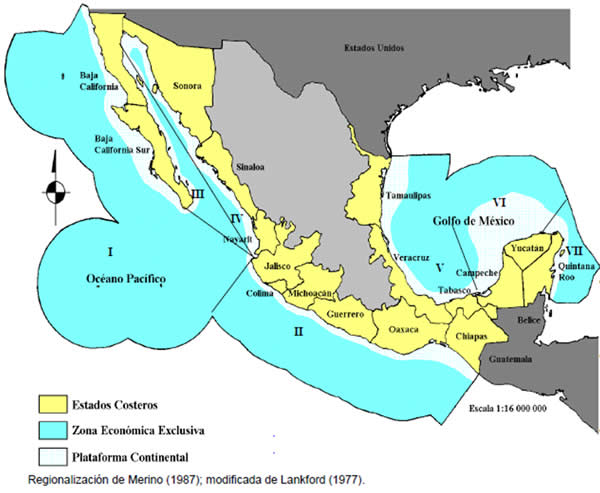 Estados Unidos
Baja
California
Sonora
Baja
California Sur
Sinaloa
III
IV
Nayarit
I
Océano Pacífico
Jalisco
Colima
Michoacán
Guerrero
II
Oaxaca
Chiapas
Tamaulipas
VI
Golfo de México
Veracruz
V
Campeche
Tabasco
Yucatán
VII
Quintana
Roo
Belice
Guatemala
Escala 1:16 000 000
Estados Costeros
Zona Económica Exclusiva
Plataforma Continental
Regionalización de Merino (1987); modificada de Lankford (1977).